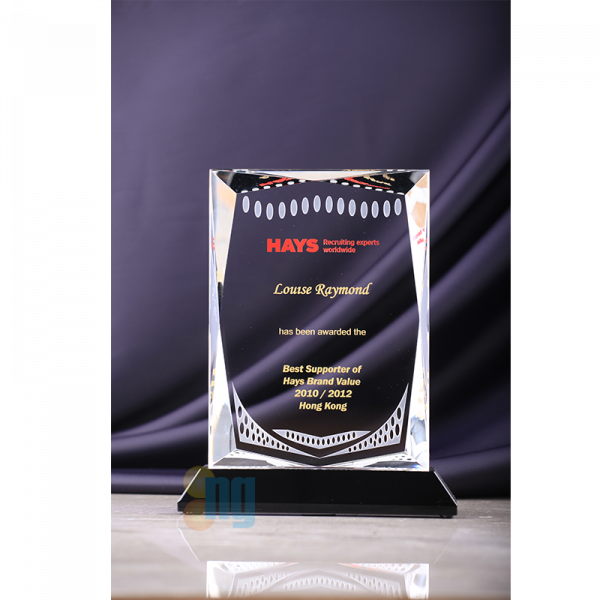 HAYS Recruiting experts
worldwide
Louise Raymond
has been awarded the
Best Supporter of
Hays Brand Value
2010 / 2012
Hong Kong
ng